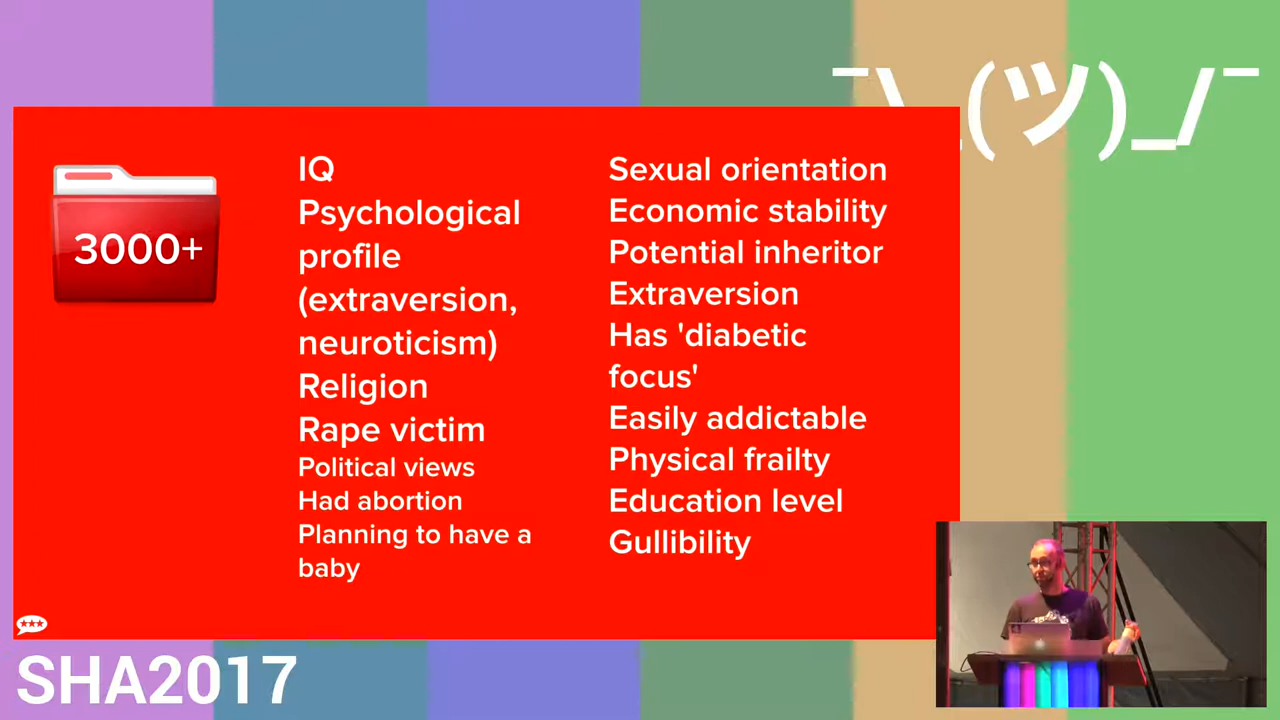 ¯\_(ツ)_/¯
3000+
IQ
Psychological
profile
(extraversion,
neuroticism)
Religion
Rape victim
Political views
Had abortion
Planning to have a
baby
Sexual orientation
Economic stability
Potential inheritor
Extraversion
Has 'diabetic
focus'
Easily addictable
Physical frailty
Education level
Gullibility
SHA2017